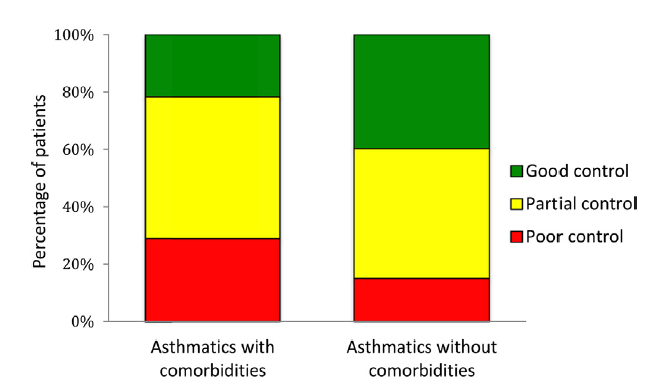 100%
80%
60%
40%
20%
0%
Percentage of patients
Asthmatics with
comorbidities
Asthmatics without
comorbidities
Good control
Partial control
Poor control